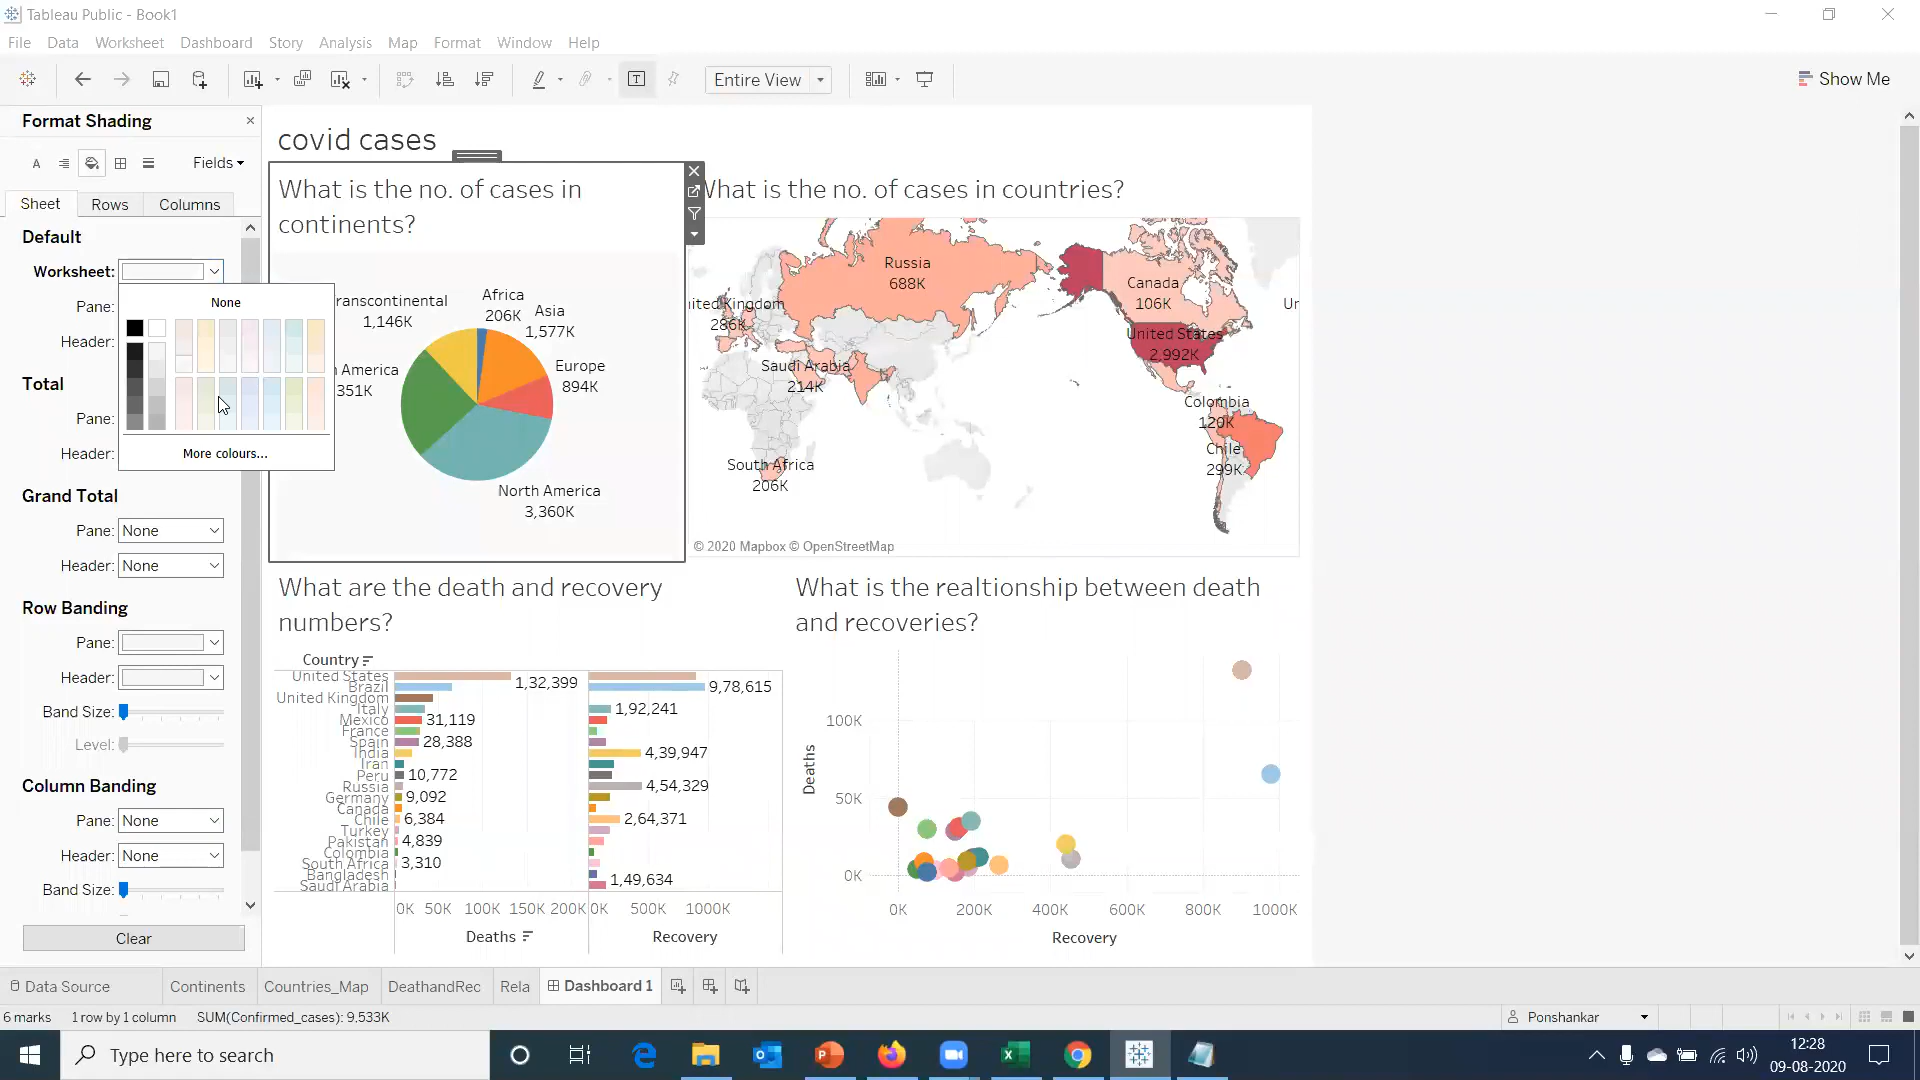 Tableau Public - Book1
File Data Worksheet Dashboard Story Analysis Map Format Window Help
Entire View
Show Me
Format Shading
Fields
Sheet Rows Columns
Default
Worksheet:
None
Pane:
Header:
Total
Pane:
Header:
More colours...
Grand Total
Pane: None
Header: None
Row Banding
Pane:
Header:
Band Size:
Level:
Column Banding
Pane: None
Header: None
Band Size:
Clear
covid cases
What is the no. of cases in
continents?
ranscontinental
1,146K
Africa
206K
Asia
1,577K
Europe
894K
America
351K
North America
3,360K
What is the no. of cases in countries?
Russia
688K
Canada
106K
United States
2,992K
ited Kingdom
286K
Un
Saudi Arabia
214K
Colombia
120K
Chile
299K
South Africa
206K
© 2020 Mapbox © OpenStreetMap
What are the death and recovery
numbers?
Country
United States 1,32,399
Brazil 9,78,615
United Kingdom
Italy 1,92,241
Mexico 31,119
France
Spain 28,388
India 4,39,947
Iran
Peru 10,772
Russia 4,54,329
Germany 9,092
Canada
Chile 6,384 2,64,371
Turkey
Pakistan 4,839
Colombia
South Africa 3,310
Bangladesh
Saudi Arabia 1,49,634
0K 50K 100K 150K 200K 0K 500K 1000K
Deaths Recovery
What is the realtionship between death
and recoveries?
Deaths
100K
50K
0K
0K 200K 400K 600K 800K 1000K
Recovery
Data Source Continents Countries_Map DeathandRec Rela Dashboard 1
6 marks 1 row by 1 column SUM(Confirmed_cases): 9,533K
Ponshankar
Type here to search
12:28
09-08-2020